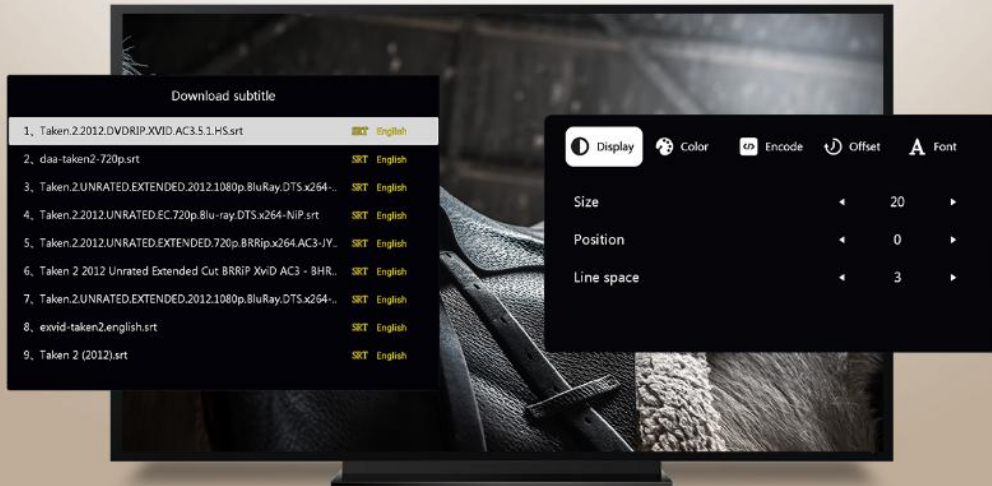 Download subtitle
1、Taken.2.2012.DVDRIP.XVID.AC3.5.1.HS.srt SRT English
2、daa-taken2-720p.srt SRT English
3、Taken.2.UNRATED.EXTENDED.2012.1080p.BluRay.DTS.x264-.. SRT English
4、Taken.2.2012.UNRATED.EC.720p.Blu-ray.DTS.x264-NiP.srt SRT English
5、Taken.2.2012.UNRATED.EXTENDED.720p.BRRip.x264.AC3-JY.. SRT English
6、Taken 2 2012 Unrated Extended Cut BRRiP XviD AC3 - BHR.. SRT English
7、Taken.2.UNRATED.EXTENDED.2012.1080p.BluRay.DTS.x264-.. SRT English
8、exvid-taken2.english.srt SRT English
9、Taken 2 (2012).srt SRT English
Display Color Encode Offset A Font
Size 20
Position 0
Line space 3